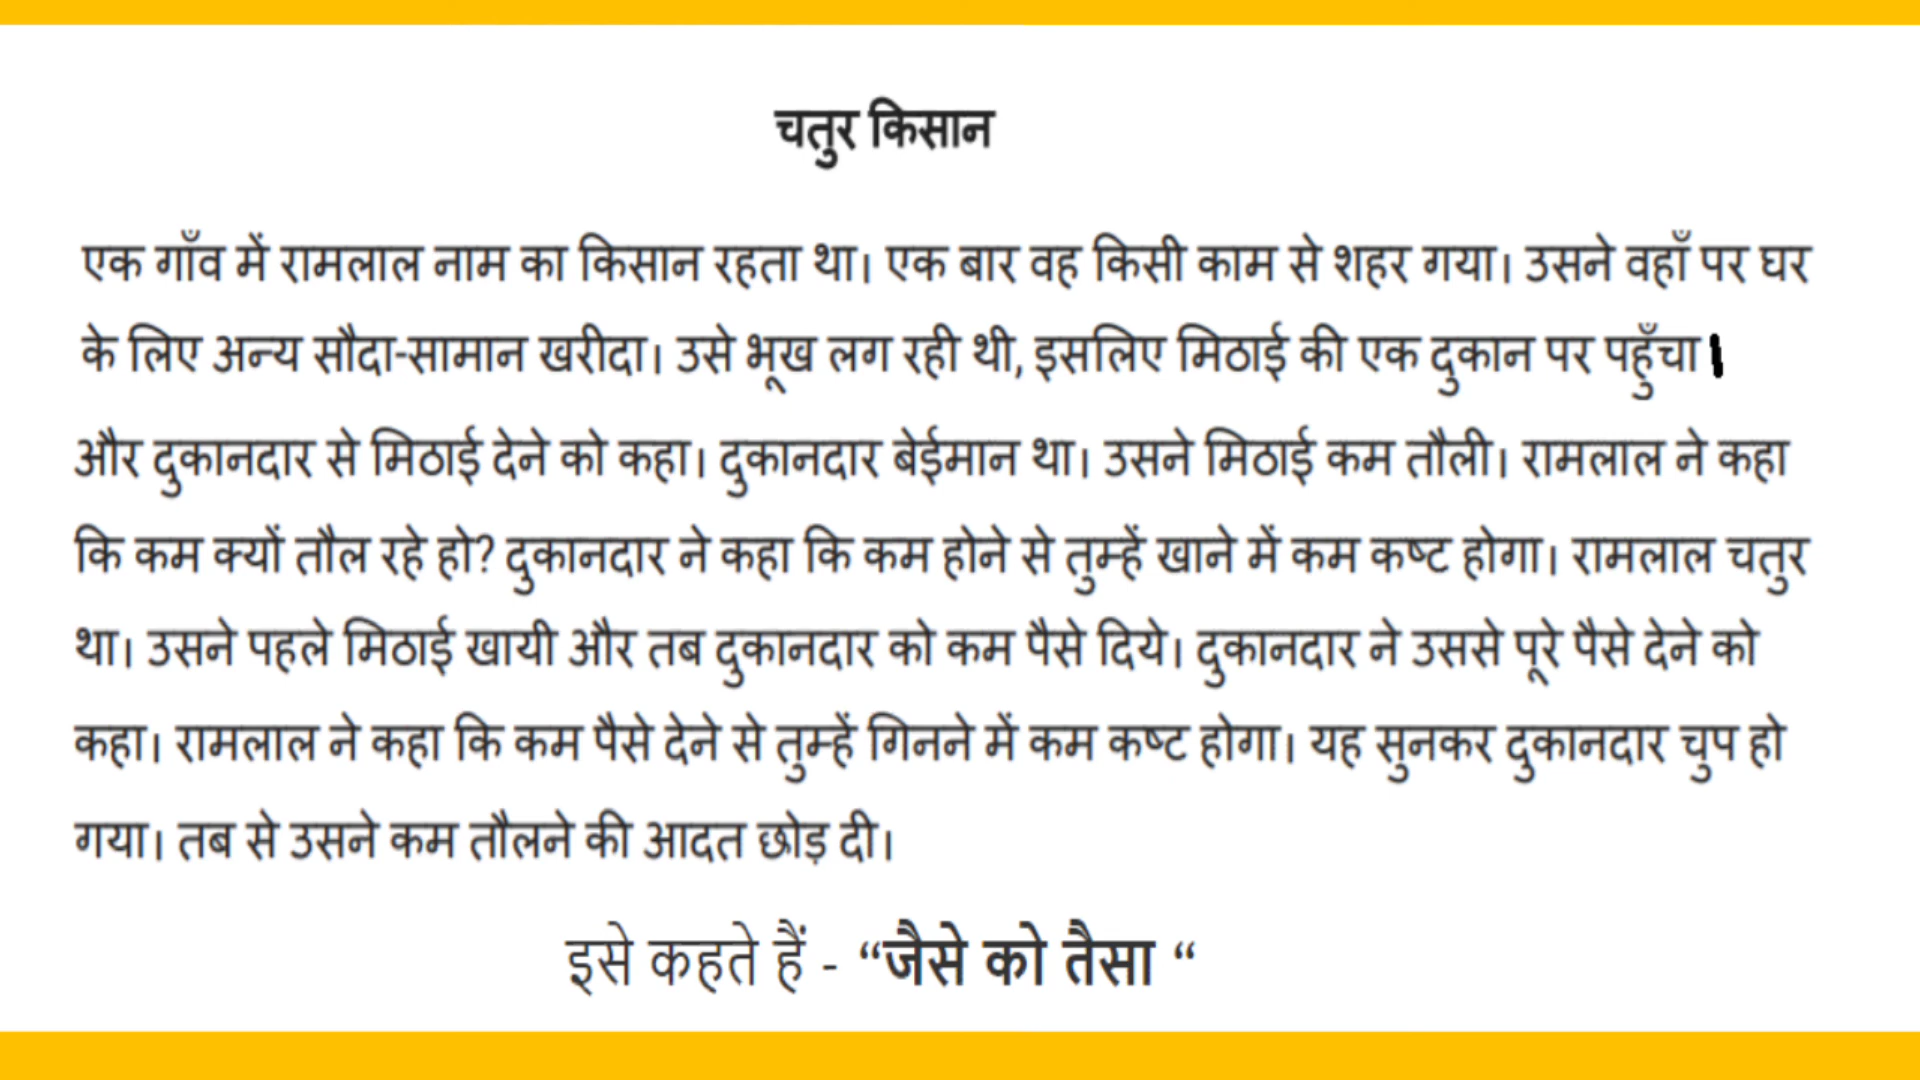 चतुर किसान
एक गाँव में रामलाल नाम का किसान रहता था। एक बार वह किसी काम से शहर गया। उसने वहाँ पर घर
के लिए अन्य सौदा-सामान खरीदा। उसे भूख लग रही थी, इसलिए मिठाई की एक दुकान पर पहुँचा।
और दुकानदार से मिठाई देने को कहा। दुकानदार बेईमान था। उसने मिठाई कम तौली। रामलाल ने कहा
कि कम क्यों तौल रहे हो? दुकानदार ने कहा कि कम होने से तुम्हें खाने में कम कष्ट होगा। रामलाल चतुर
था। उसने पहले मिठाई खायी और तब दुकानदार को कम पैसे दिये। दुकानदार ने उससे पूरे पैसे देने को
कहा। रामलाल ने कहा कि कम पैसे देने से तुम्हें गिनने में कम कष्ट होगा। यह सुनकर दुकानदार चुप हो
गया। तब से उसने कम तौलने की आदत छोड़ दी।
इसे कहते हैं - “जैसे को तैसा “